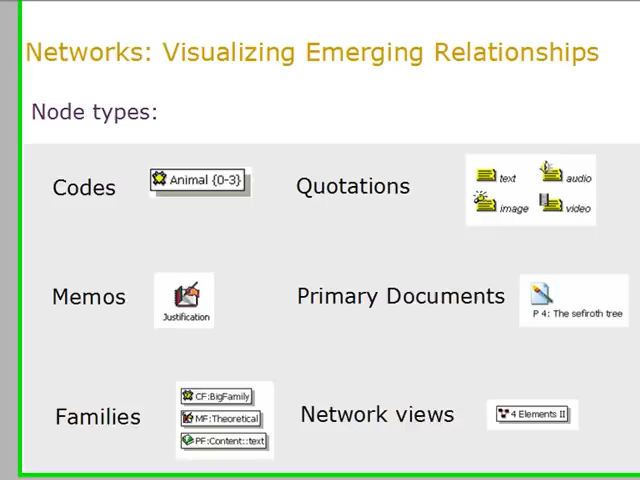 Networks: Visualizing Emerging Relationships
Node types:
Codes
Animal {0-3}
Quotations
text
audio
image
video
Memos
Justification
Primary Documents
P 4: The sefiroth tree
Families
CF:BigFamily
MF:Theoretical
PF:Content::text
Network views
4 Elements II